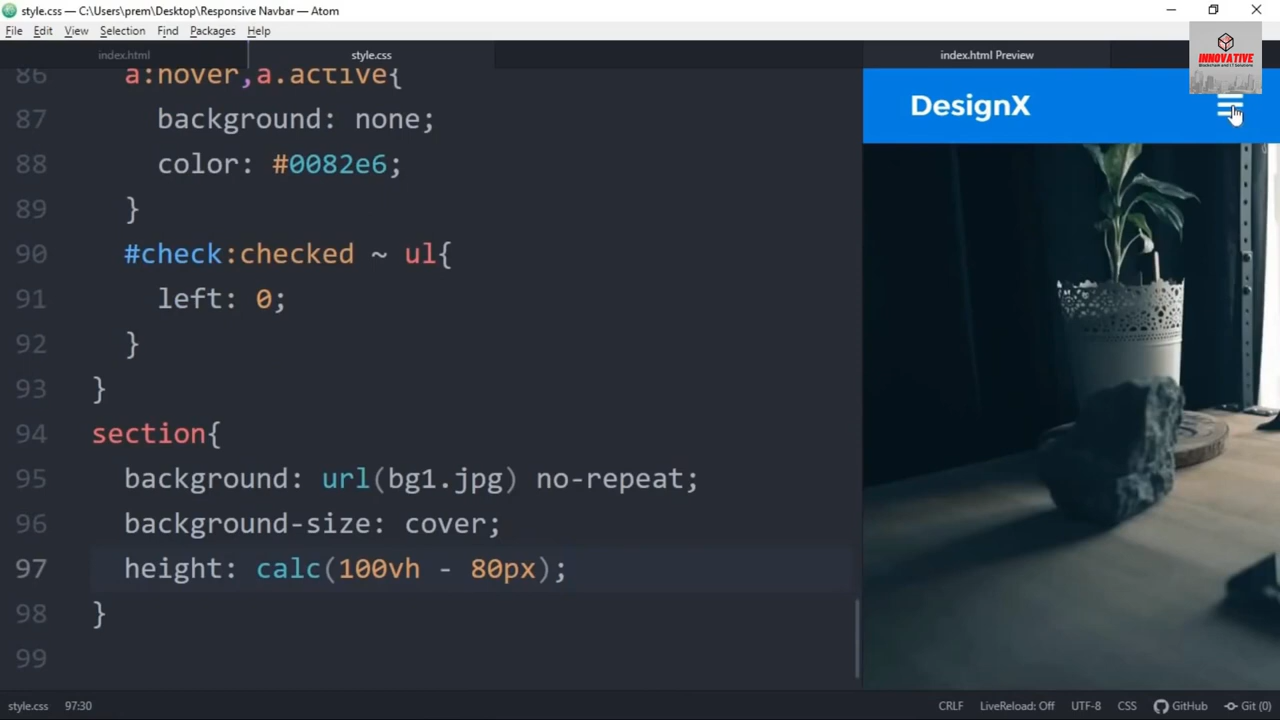 style.css — C:\Users\prem\Desktop\Responsive Navbar — Atom
File Edit View Selection Find Packages Help
index.html style.css index.html Preview
INNOVATIVE
Blockchain and I.T Solutions
86 a:hover,a.active{
87 background: none;
88 color: #0082e6;
89 }
90 #check:checked ~ ul{
91 left: 0;
92 }
93 }
94 section{
95 background: url(bg1.jpg) no-repeat;
96 background-size: cover;
97 height: calc(100vh - 80px);
98 }
99
DesignX
style.css 97:30 CRLF LiveReload: Off UTF-8 CSS GitHub Git (0)